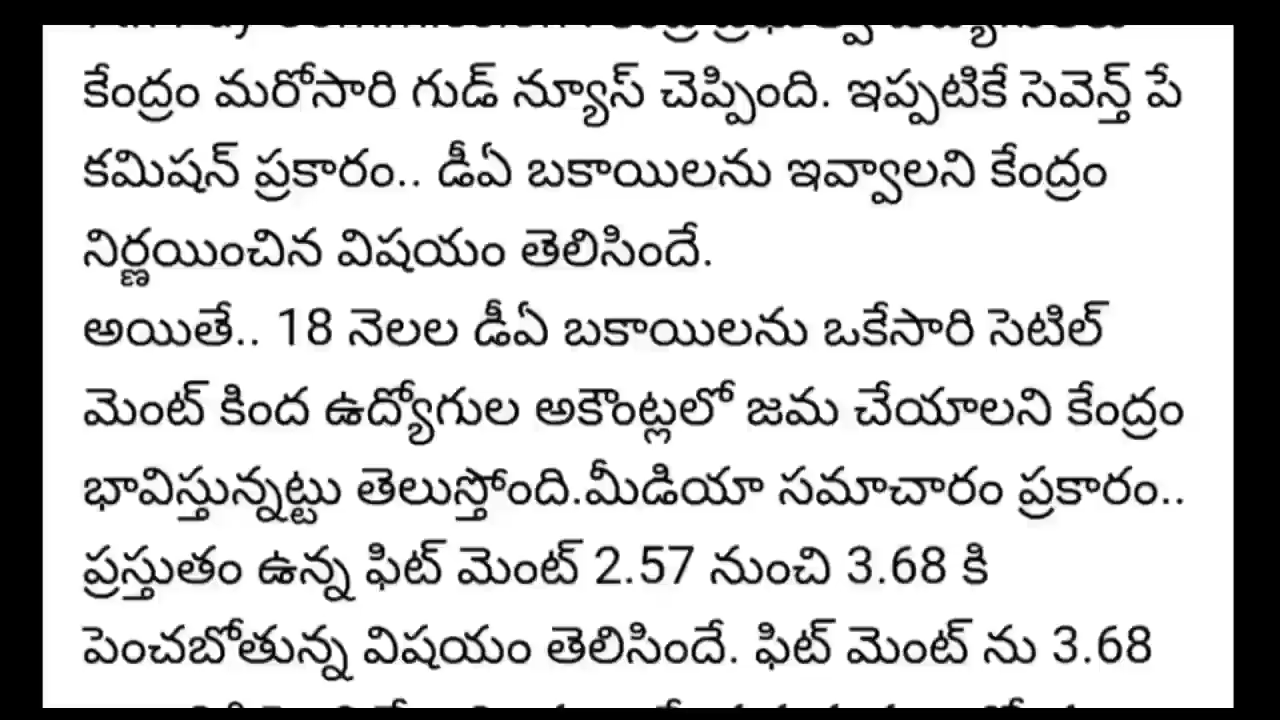 కేంద్రం మరోసారి గుడ్ న్యూస్ చెప్పింది. ఇప్పటికే సెవెన్త్ పే
కమిషన్ ప్రకారం.. డీఏ బకాయిలను ఇవ్వాలని కేంద్రం
నిర్ణయించిన విషయం తెలిసిందే.
అయితే.. 18 నెలల డీఏ బకాయిలను ఒకేసారి సెటిల్
మెంట్ కింద ఉద్యోగుల అకౌంట్లలో జమ చేయాలని కేంద్రం
భావిస్తున్నట్టు తెలుస్తోంది.మీడియా సమాచారం ప్రకారం..
ప్రస్తుతం ఉన్న ఫిట్ మెంట్ 2.57 నుంచి 3.68 కి
పెంచబోతున్న విషయం తెలిసిందే. ఫిట్ మెంట్ ను 3.68